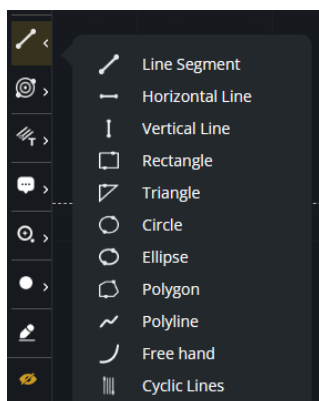 Line Segment
Horizontal Line
Vertical Line
Rectangle
Triangle
Circle
Ellipse
Polygon
Polyline
Free hand
Cyclic Lines
T